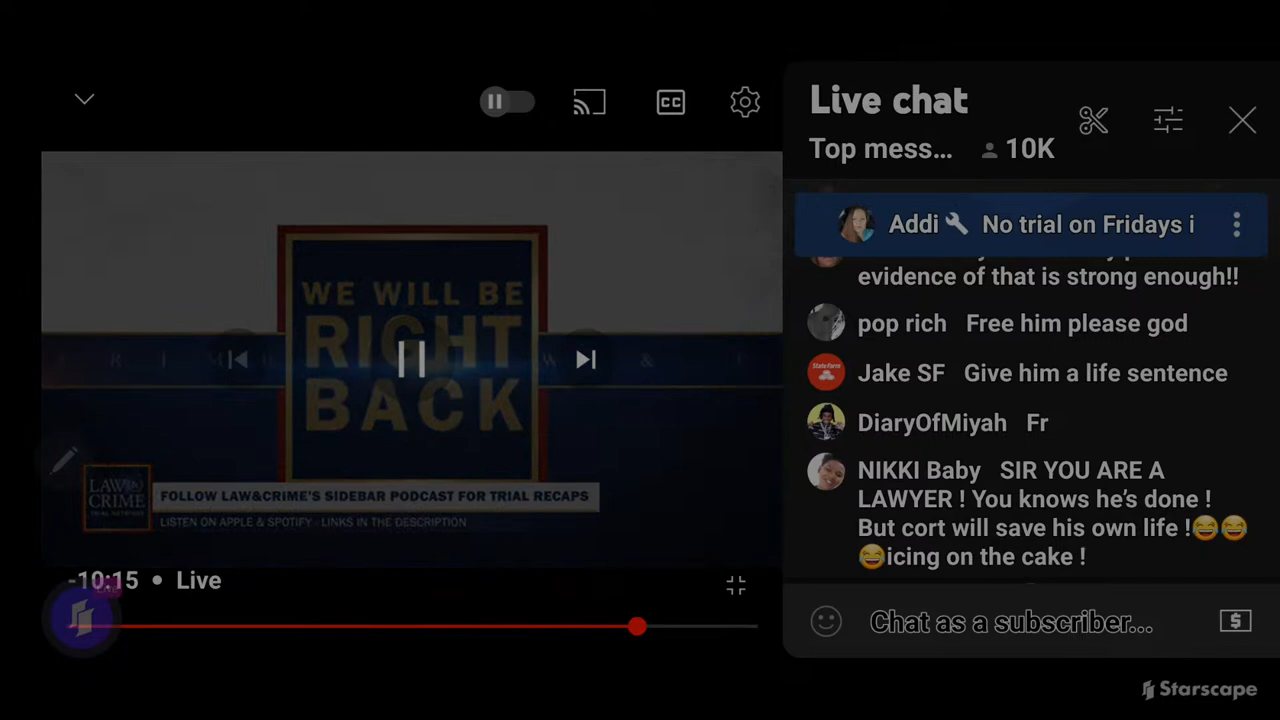 Live chat
Top mess... 10K
Addi No trial on Fridays i
evidence of that is strong enough!!
pop rich Free him please god
Jake SF Give him a life sentence
DiaryOfMiyah Fr
NIKKI Baby SIR YOU ARE A
LAWYER ! You knows he’s done !
But cort will save his own life !😂😂
😂icing on the cake !
Chat as a subscriber...
CC
WE WILL BE
RIGHT
BACK
LAW&
CRIME
TRIAL NETWORK
FOLLOW LAW&CRIME'S SIDEBAR PODCAST FOR TRIAL RECAPS
LISTEN ON APPLE & SPOTIFY - LINKS IN THE DESCRIPTION
-10:15 • Live
StateFarm
Starscape